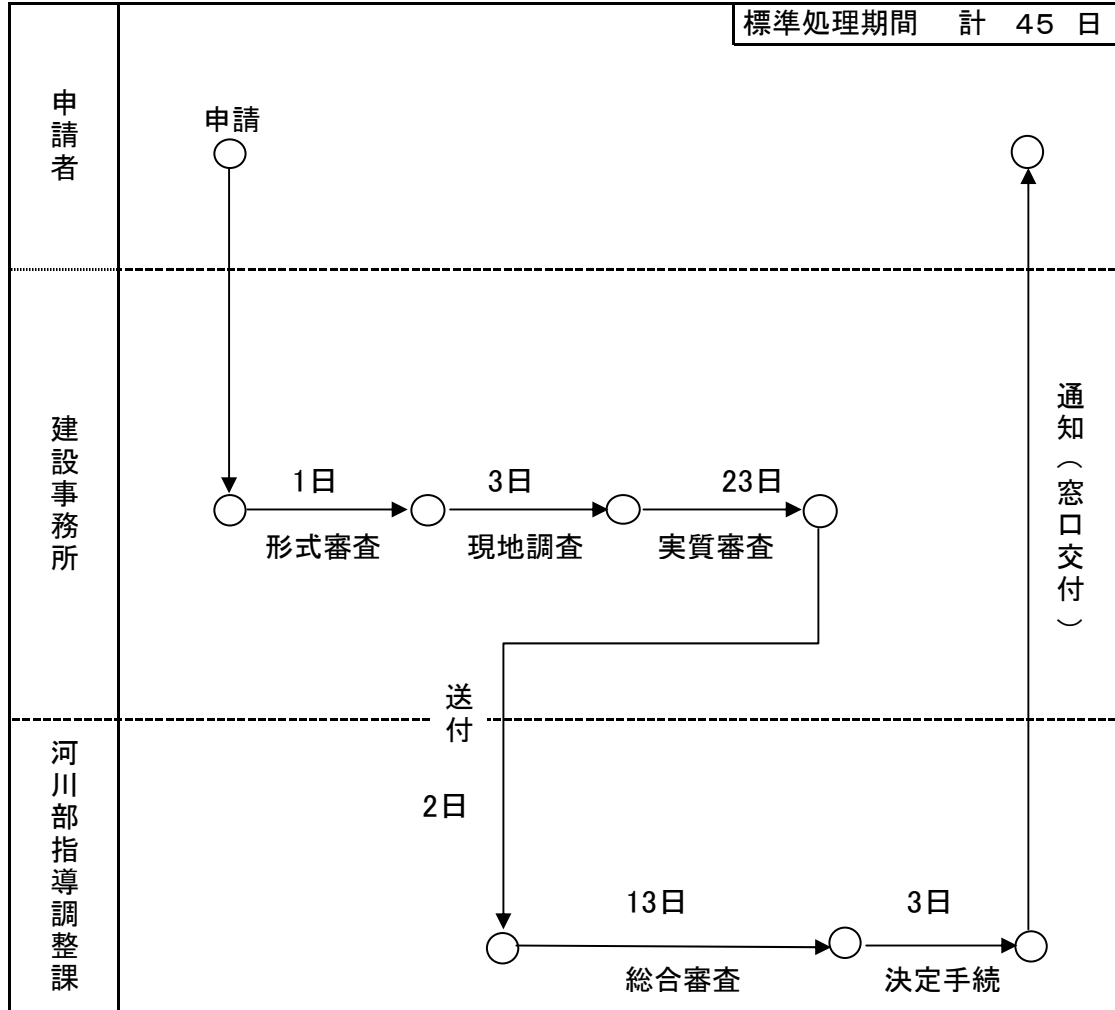 標準処理期間　計　45　日
申請者
申請
建設事務所
1日
3日
23日
形式審査
現地調査
実質審査
通知（窓口交付）
送付
2日
河川部指導調整課
13日
3日
総合審査
決定手続